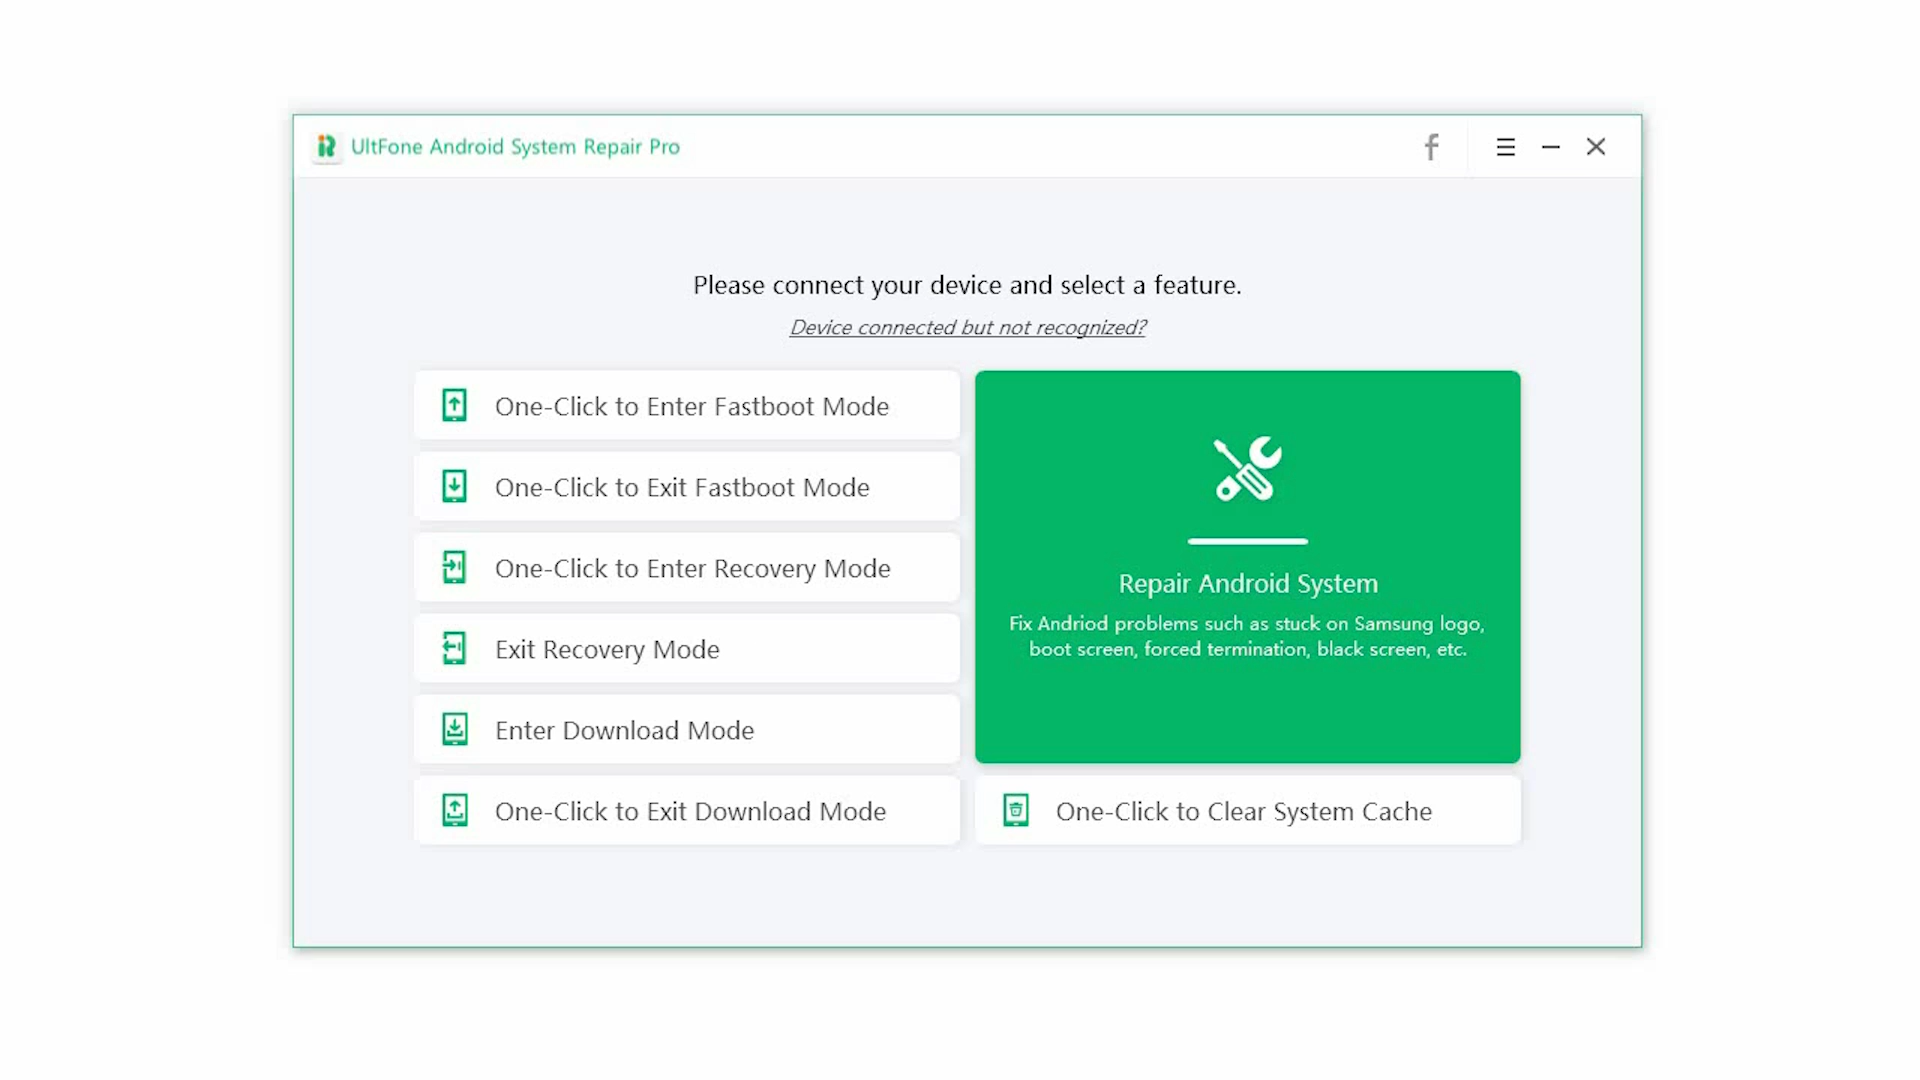 UltFone Android System Repair Pro
Please connect your device and select a feature.
Device connected but not recognized?
One-Click to Enter Fastboot Mode
One-Click to Exit Fastboot Mode
One-Click to Enter Recovery Mode
Exit Recovery Mode
Enter Download Mode
One-Click to Exit Download Mode
Repair Android System
Fix Andriod problems such as stuck on Samsung logo,
boot screen, forced termination, black screen, etc.
One-Click to Clear System Cache